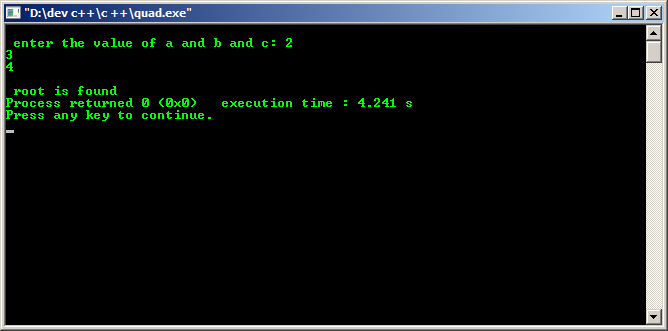 "D:\dev c++\c ++\quad.exe"
enter the value of a and b and c: 2
3
4
root is found
Process returned 0 (0x0)   execution time : 4.241 s
Press any key to continue.